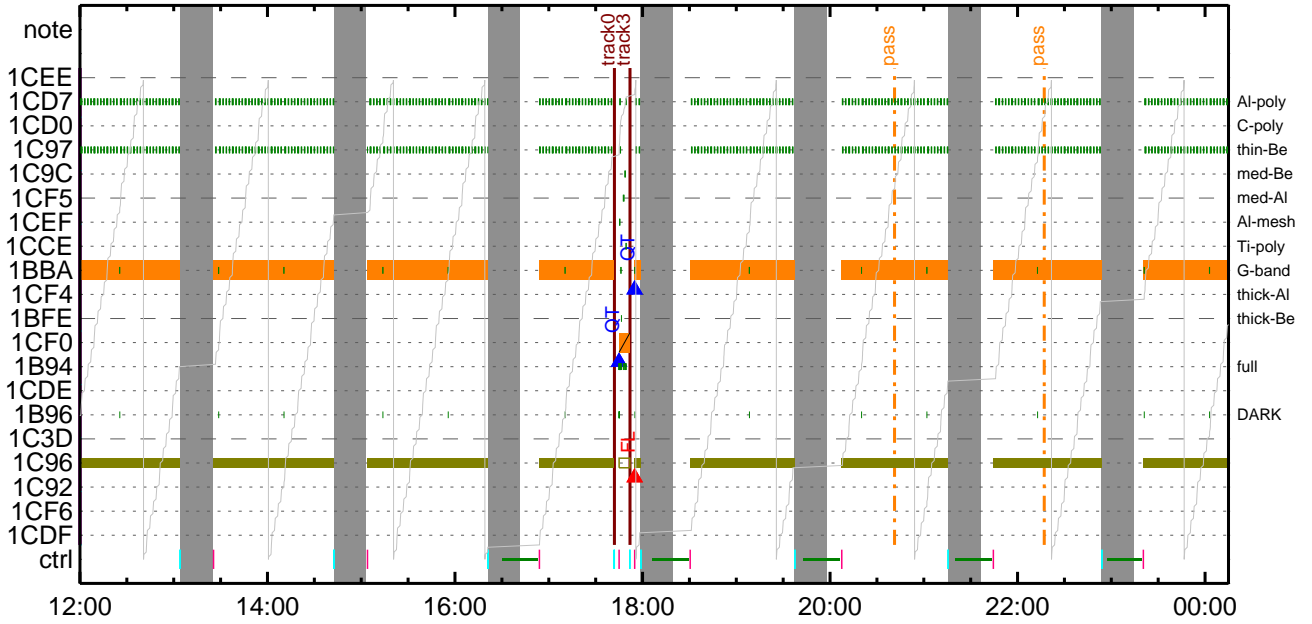 note
track0
track3
pass
pass
1CEE
1CD7 Al-poly
1CD0 C-poly
1C97 thin-Be
1C9C med-Be
1CF5 med-Al
1CEF Al-mesh
1CCE Ti-poly
QT
1BBA G-band
1CF4 thick-Al
1BFE thick-Be
QT
1CF0
1B94 full
1CDE
1B96 DARK
1C3D
FL
1C96
1C92
1CF6
1CDF
ctrl
12:00 14:00 16:00 18:00 20:00 22:00 00:00